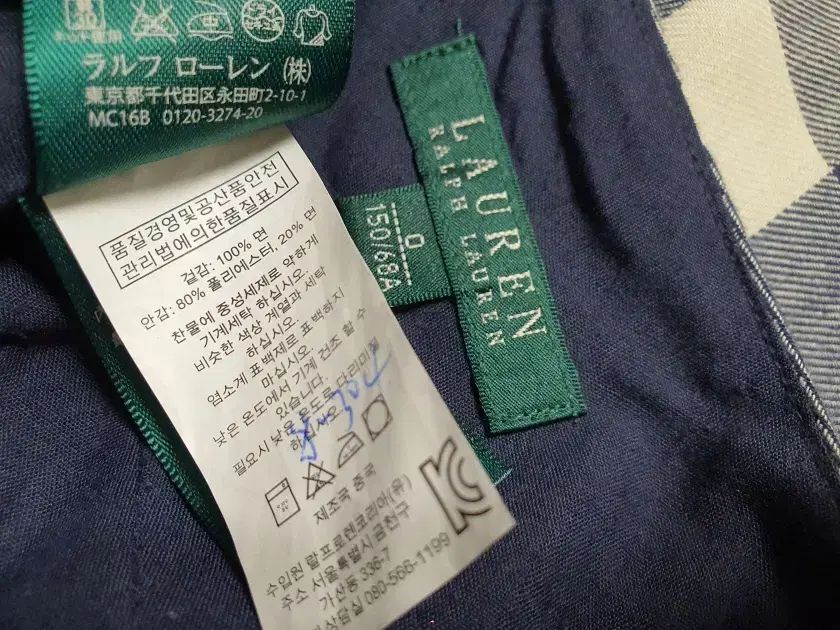 ラルフ ローレン (株)
東京都千代田区永田町2-10-1
MC16B 0120-3274-20
LAUREN
RALPH LAUREN
0
150/68A
품질경영및공산품안전
관리법에의한품질표시
겉감: 100% 면
안감: 80% 폴리에스터, 20% 면
찬물에 중성세제로 약하게
기계세탁 하십시오.
비슷한 색상 계열과 세탁
하십시오.
염소계 표백제로 표백하지
마십시오.
낮은 온도에서 기계 건조 할 수
있습니다.
필요시 낮은 온도로 다리미질
하십시오.
제조국 중국
수입원 랄프로렌코리아(유)
주소 서울특별시금천구
가산동 336-7
080-566-1199